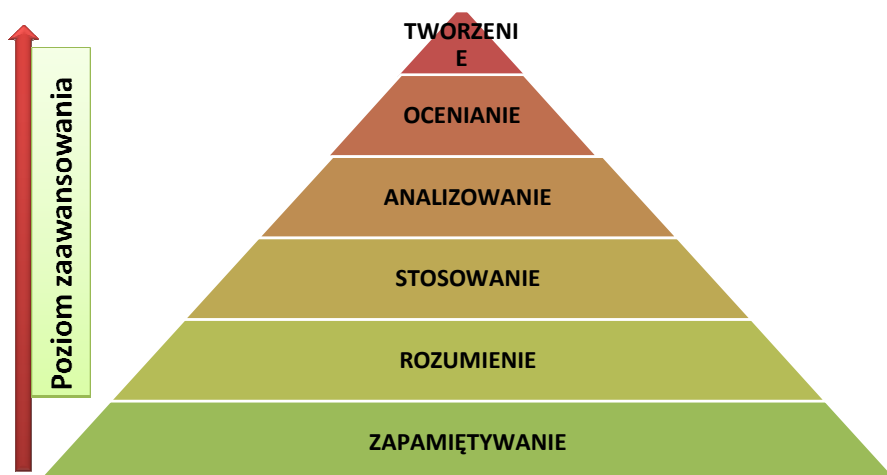 TWORZENI
E
OCENIANIE
ANALIZOWANIE
STOSOWANIE
ROZUMIENIE
ZAPAMIĘTYWANIE
Poziom zaawansowania